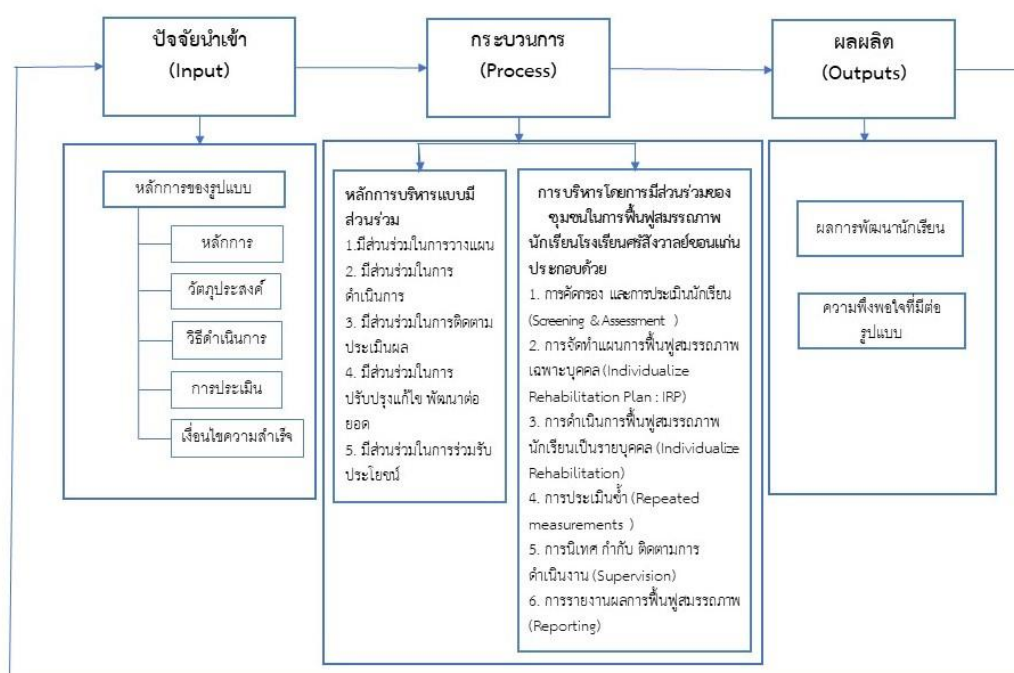 ปัจจัยนำเข้า
(Input)
กระบวนการ
(Process)
ผลผลิต
(Outputs)
หลักการของรูปแบบ
หลักการ
วัตถุประสงค์
วิธีดำเนินการ
การประเมิน
เงื่อนไขความสำเร็จ
หลักการบริหารแบบมี
ส่วนร่วม
1.มีส่วนร่วมในการวางแผน
2. มีส่วนร่วมในการ
ดำเนินการ
3. มีส่วนร่วมในการติดตาม
ประเมินผล
4. มีส่วนร่วมในการ
ปรับปรุงแก้ไข พัฒนาต่อ
ยอด
5. มีส่วนร่วมในการร่วมรับ
ประโยชน์
การบริหารโดยการมีส่วนร่วมของ
ชุมชนในการฟื้นฟูสมรรถภาพ
นักเรียนโรงเรียนศรีสังวาลย์ขอนแก่น
ประกอบด้วย
1. การคัดกรอง และการประเมินนักเรียน
(Screening & Assessment )
2. การจัดทำแผนการฟื้นฟูสมรรถภาพ
เฉพาะบุคคล (Individualize
Rehabilitation Plan : IRP)
3. การดำเนินการฟื้นฟูสมรรถภาพ
นักเรียนเป็นรายบุคคล (Individualize
Rehabilitation)
4. การประเมินซ้ำ (Repeated
measurements )
5. การนิเทศ กำกับ ติดตามการ
ดำเนินงาน (Supervision)
6. การรายงานผลการฟื้นฟูสมรรถภาพ
(Reporting)
ผลการพัฒนานักเรียน
ความพึงพอใจที่มีต่อ
รูปแบบ